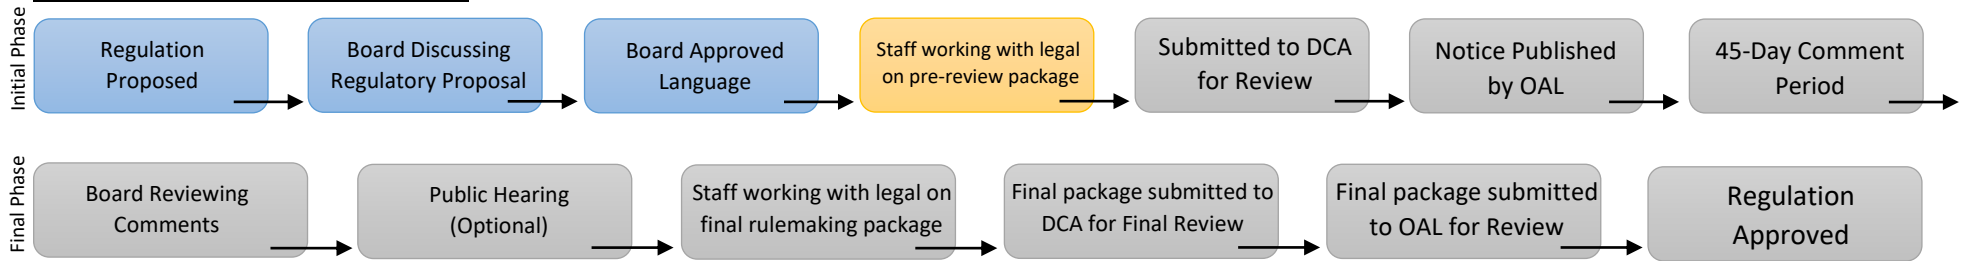 Initial Phase
Regulation
Proposed
Board Discussing
Regulatory Proposal
Board Approved
Language
Staff working with legal
on pre-review package
Submitted to DCA
for Review
Notice Published
by OAL
45-Day Comment
Period
Final Phase
Board Reviewing
Comments
Public Hearing
(Optional)
Staff working with legal on
final rulemaking package
Final package submitted to
DCA for Final Review
Final package submitted
to OAL for Review
Regulation
Approved